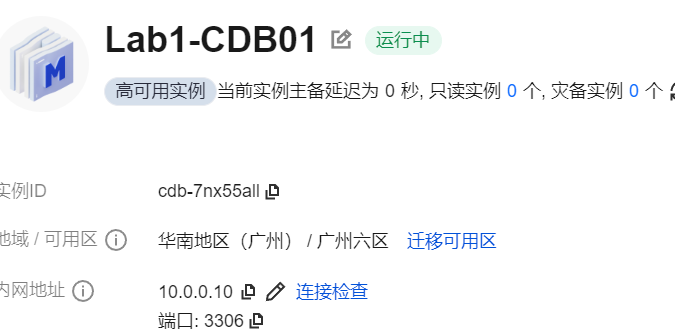 Lab1-CDB01 运行中
高可用实例 当前实例主备延迟为 0 秒, 只读实例 0 个, 灾备实例 0 个
实例ID cdb-7nx55all
地域 / 可用区 华南地区（广州） / 广州六区 迁移可用区
内网地址 10.0.0.10 连接检查
端口: 3306